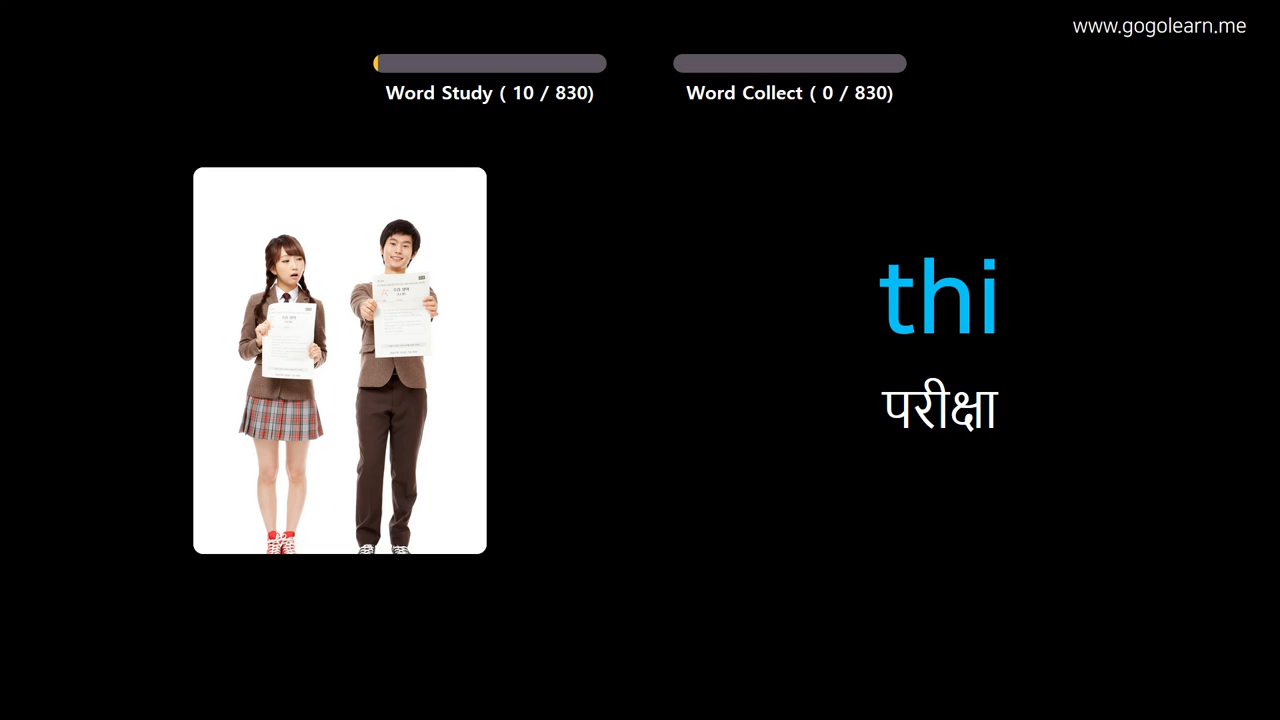 www.gogolearn.me
Word Study ( 10 / 830)
Word Collect ( 0 / 830)
thi
परीक्षा